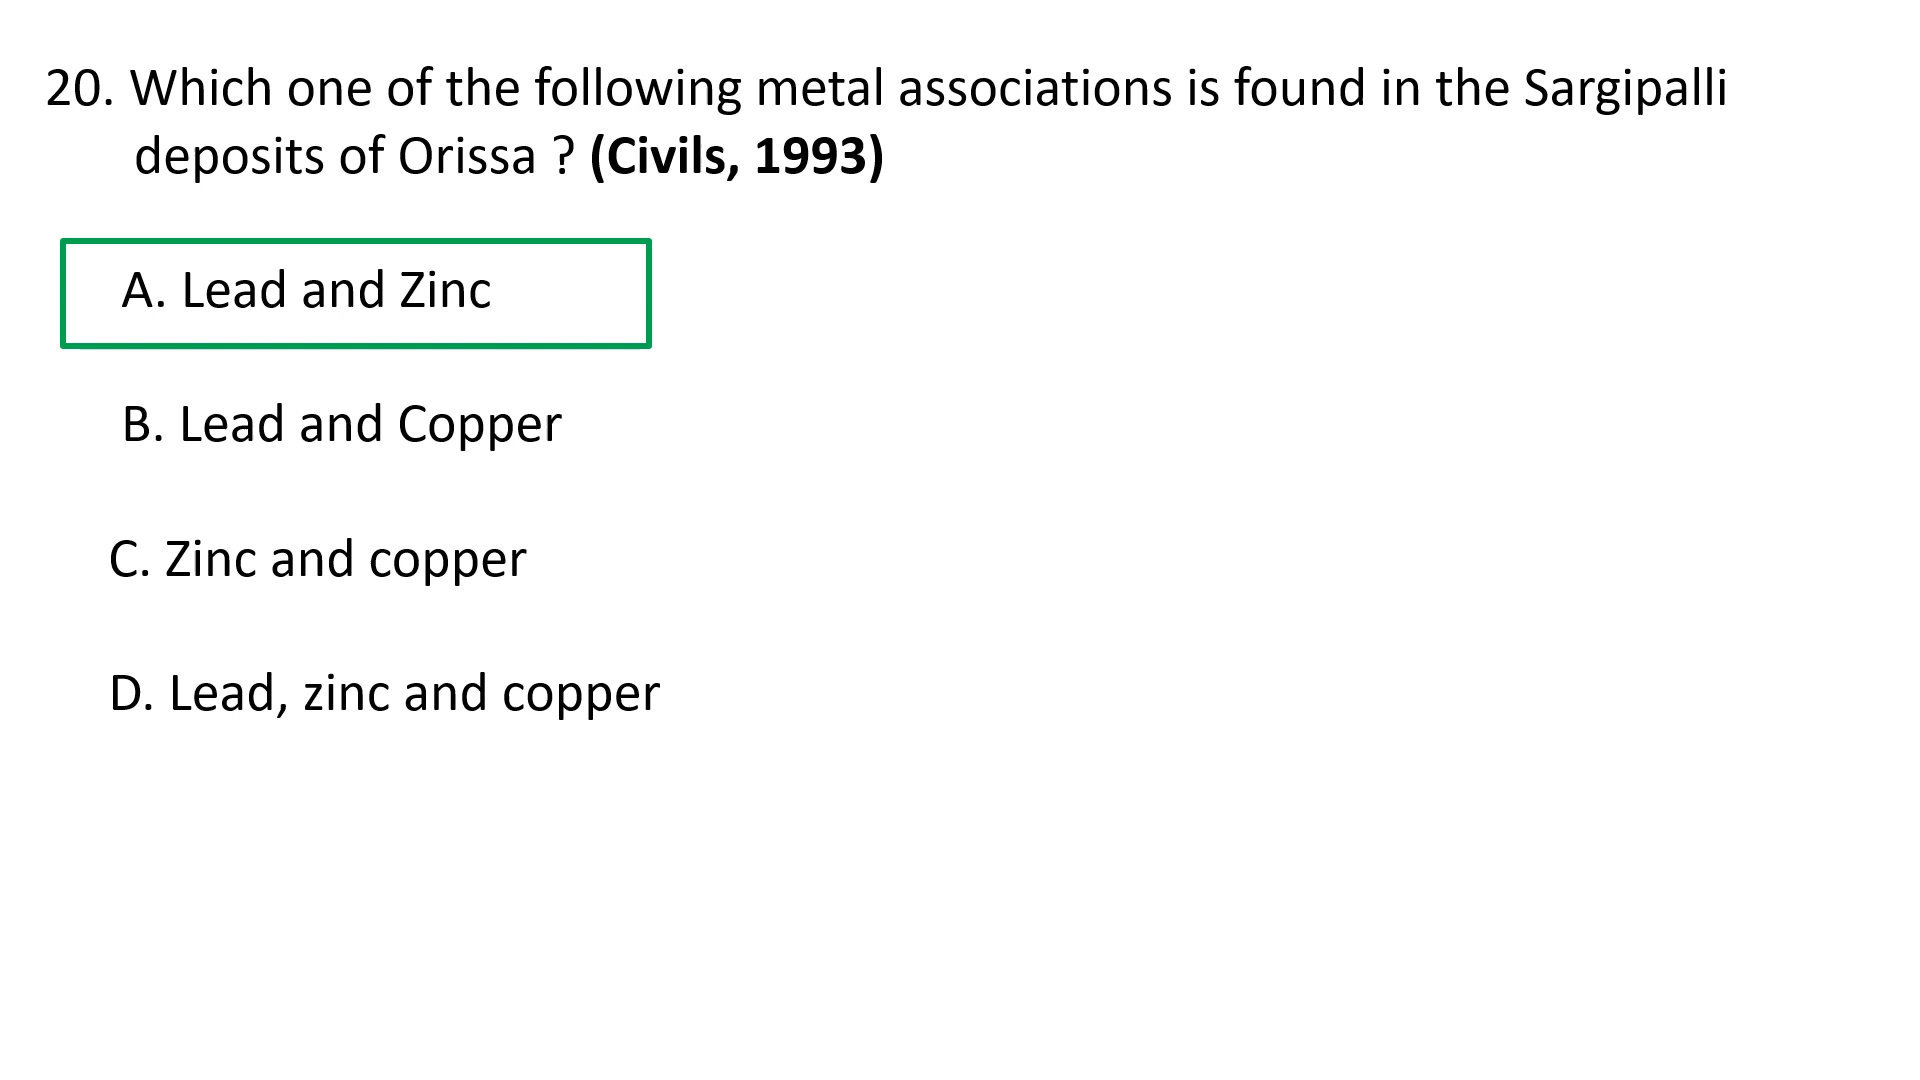 20. Which one of the following metal associations is found in the Sargipalli
deposits of Orissa ? (Civils, 1993)
A. Lead and Zinc
B. Lead and Copper
C. Zinc and copper
D. Lead, zinc and copper